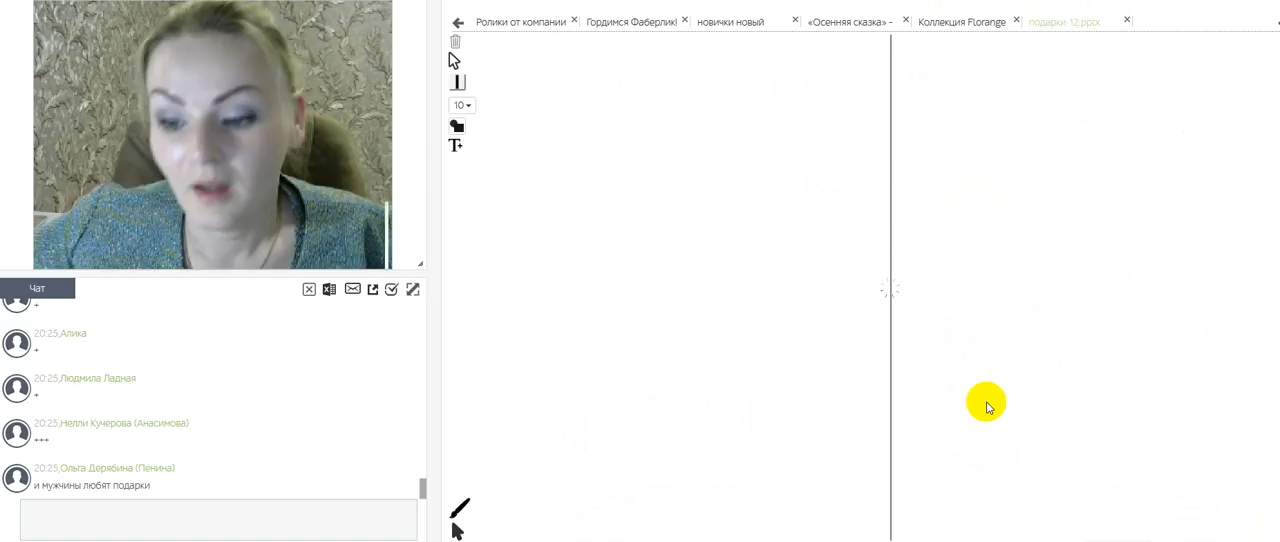 Ролики от компании
Гордимся Фаберлик!
новички новый
«Осенняя сказка» -
Коллекция Florange
подарки 12.pptx
10
T+
Чат
+
20:25,Алика
+
20:25,Людмила Ладная
+
20:25,Нелли Кучерова (Анасимова)
+++
20:25,Ольга Дерябина (Пенина)
и мужчины любят подарки